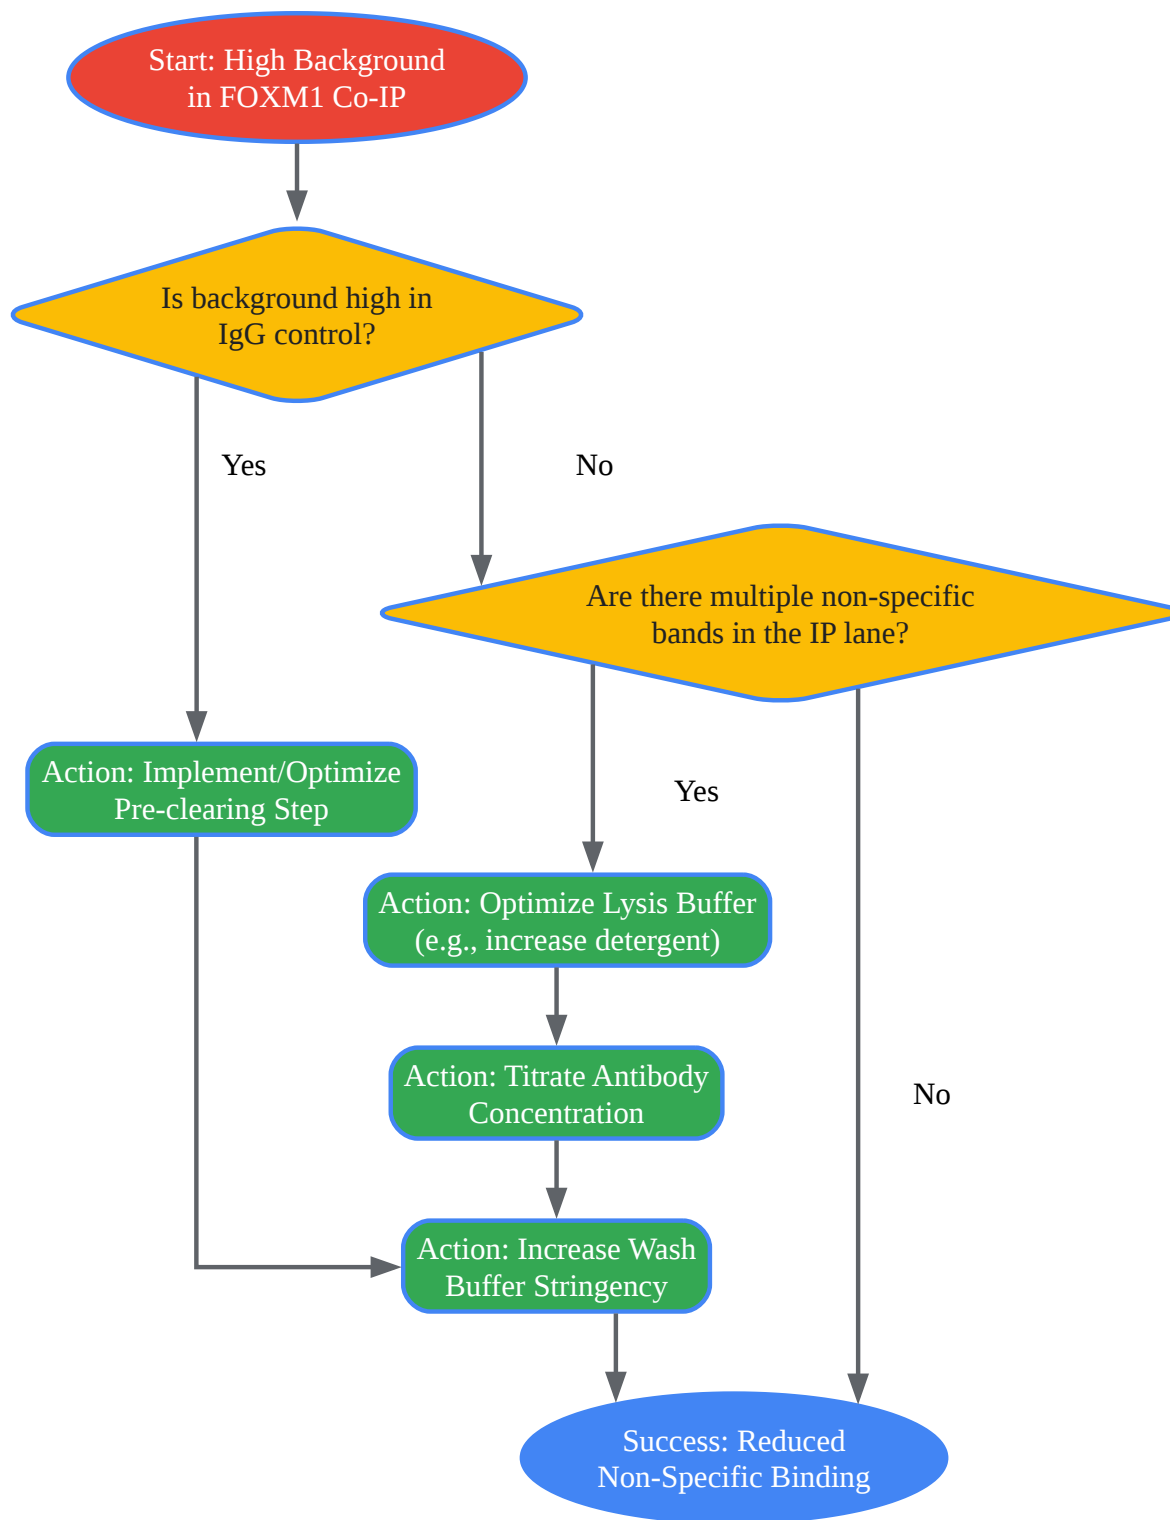 Start: High Background
in FOXM1 Co-IP
Is background high in
IgG control?
Yes
No
Are there multiple non-specific
bands in the IP lane?
Action: Implement/Optimize
Pre-clearing Step
Yes
Action: Optimize Lysis Buffer
(e.g., increase detergent)
Action: Titrate Antibody
Concentration
No
Action: Increase Wash
Buffer Stringency
Success: Reduced
Non-Specific Binding